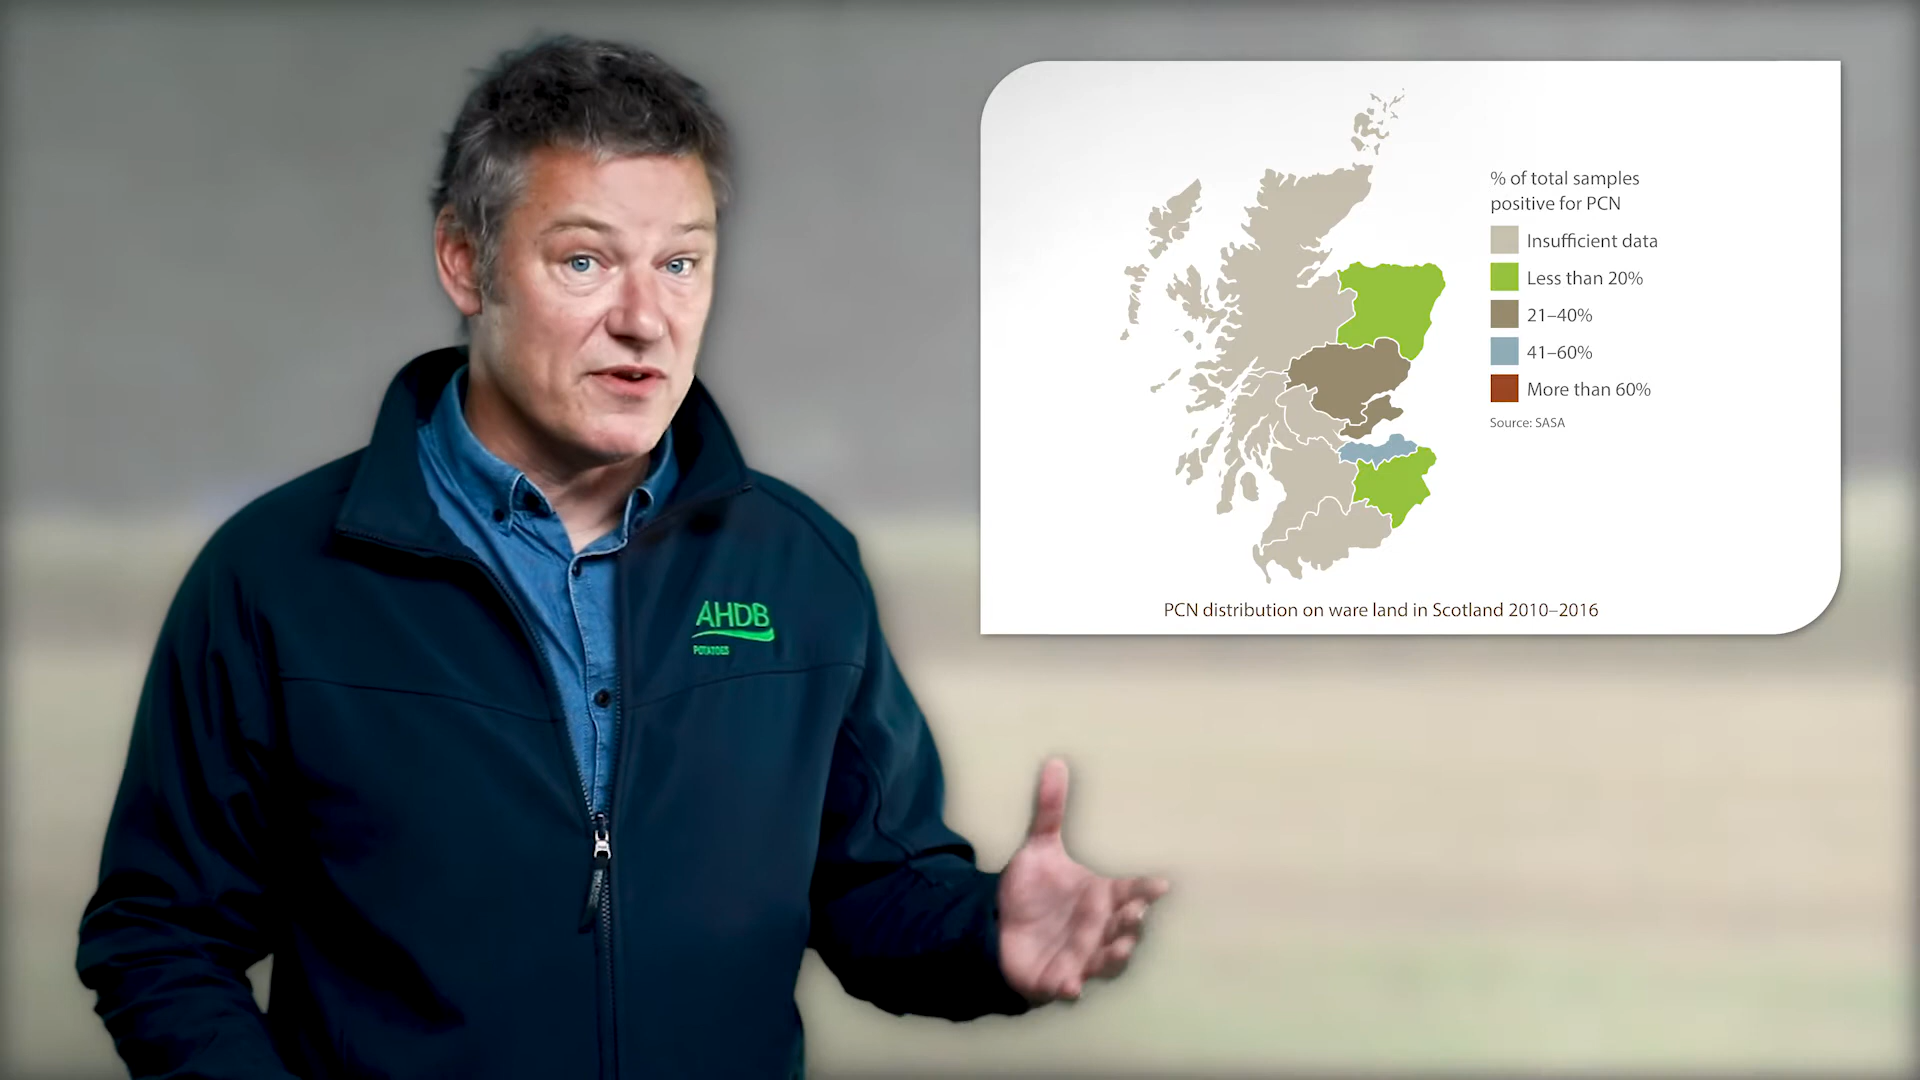 AHDB
POTATOES
% of total samples
positive for PCN
Insufficient data
Less than 20%
21–40%
41–60%
More than 60%
Source: SASA
PCN distribution on ware land in Scotland 2010–2016